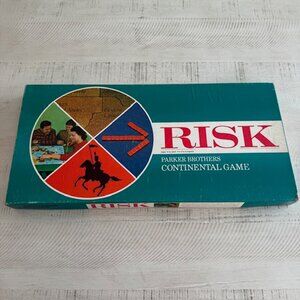 RISK
PARKER BROTHERS
CONTINENTAL GAME
RISK